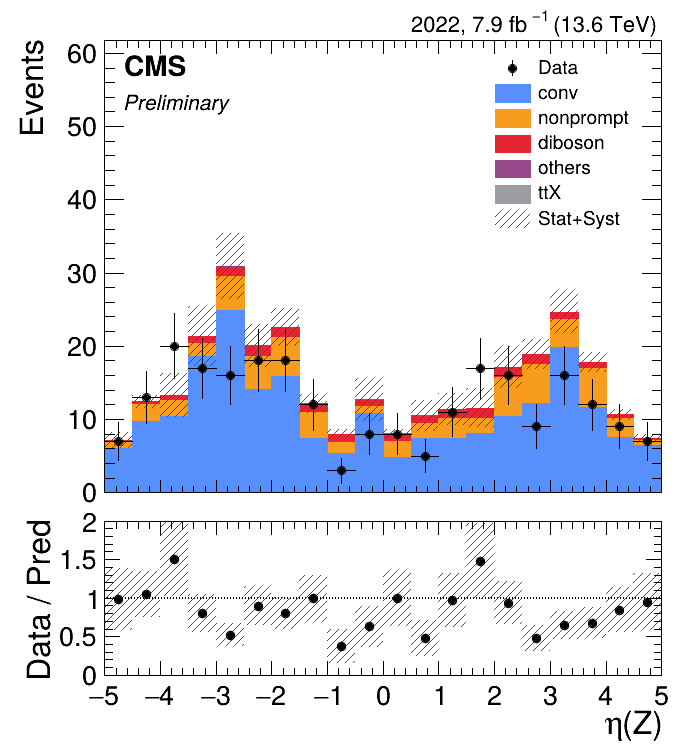 2022, 7.9 fb⁻¹ (13.6 TeV)
Events
60
50
40
30
20
10
0
CMS
Preliminary
Data
conv
nonprompt
diboson
others
ttX
Stat+Syst
Data / Pred
2
1.5
1
0.5
0
−5 −4 −3 −2 −1 0 1 2 3 4 5
η(Z)